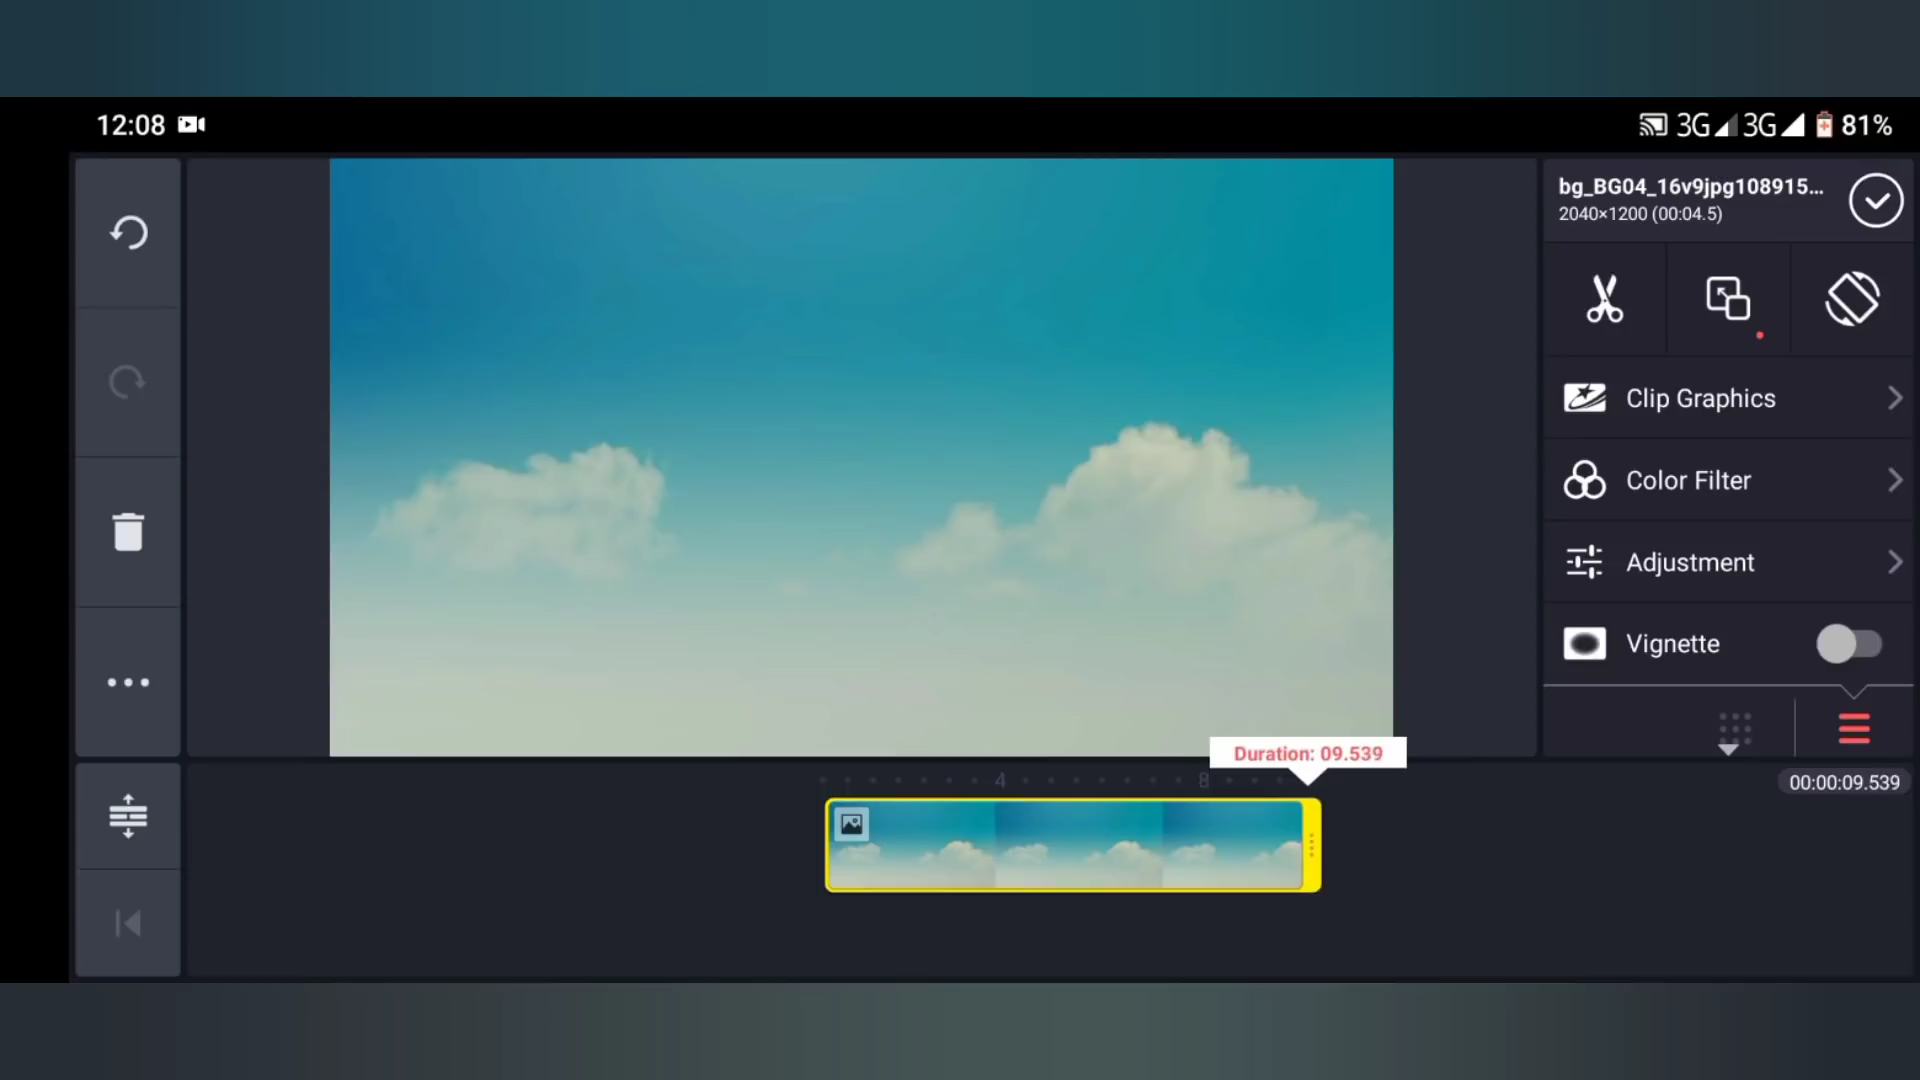 12:08
3G 3G 81%
bg_BG04_16v9jpg108915...
2040×1200 (00:04.5)
Clip Graphics
Color Filter
Adjustment
Vignette
Duration: 09.539
4 8
00:00:09.539